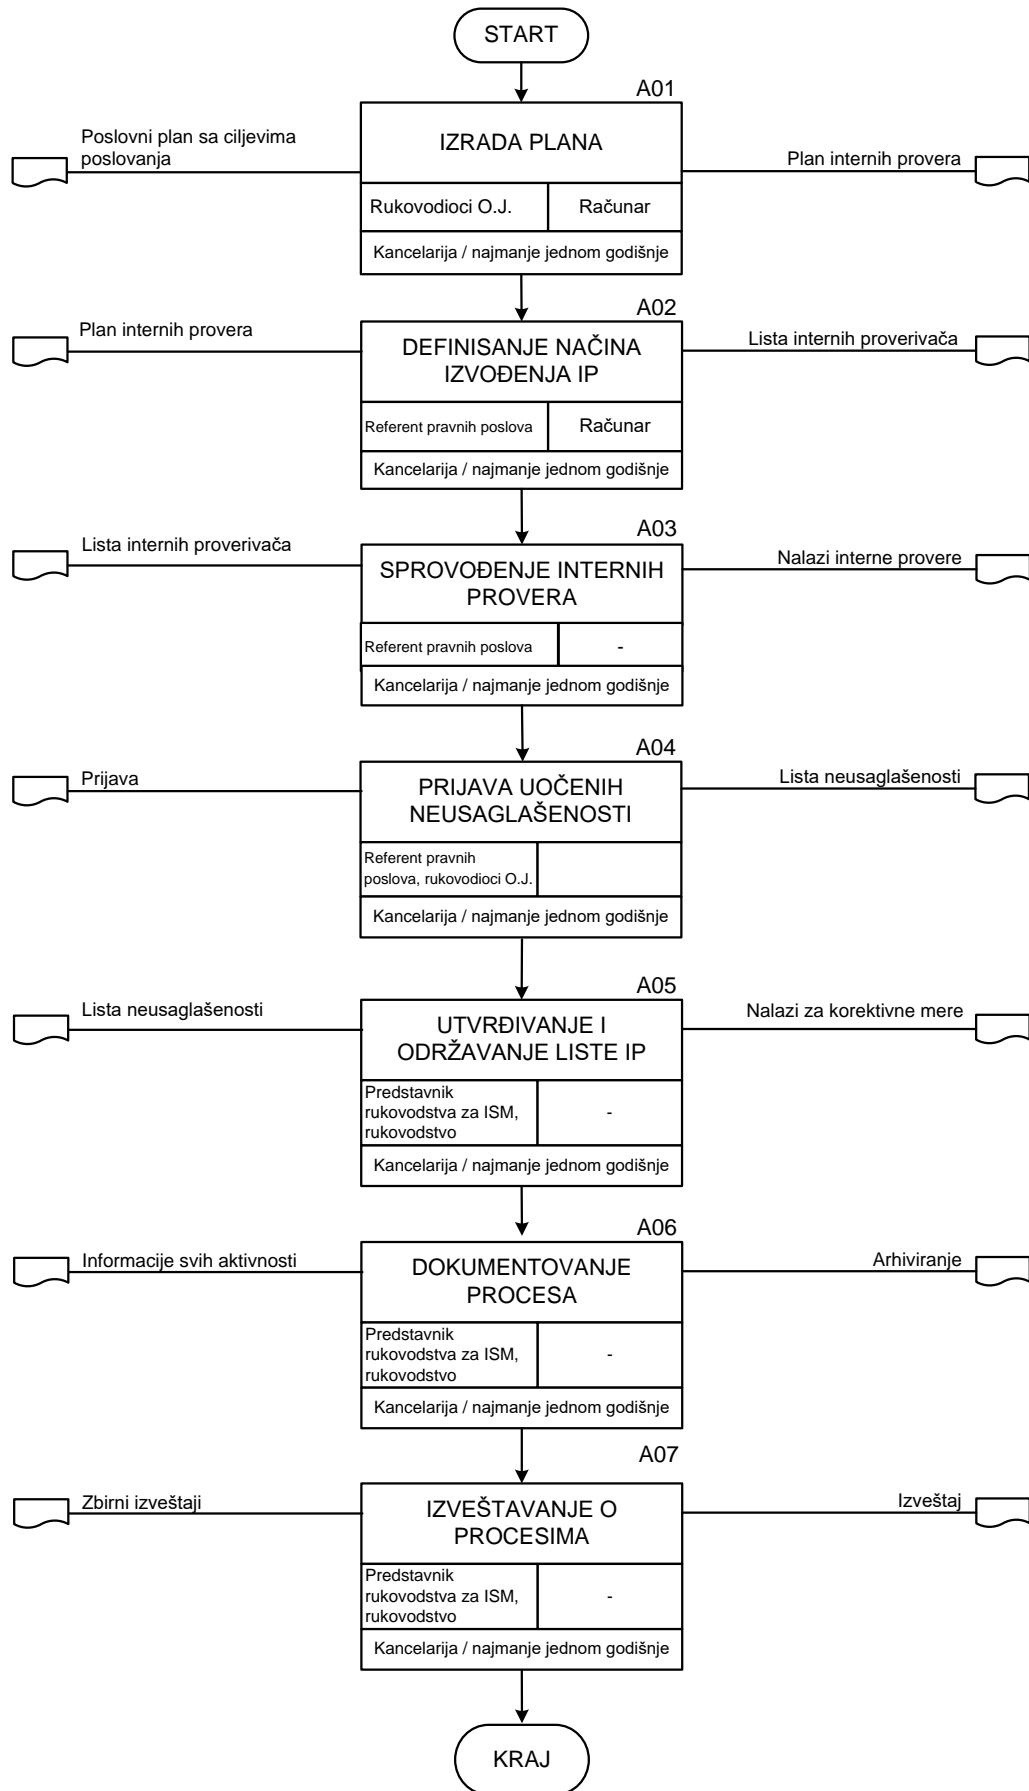 START
A01
Poslovni plan sa ciljevima
poslovanja
IZRADA PLANA
Plan internih provera
Rukovodioci O.J.
Računar
Kancelarija / najmanje jednom godišnje
A02
Plan internih provera
DEFINISANJE NAČINA
IZVOĐENJA IP
Lista internih proverivača
Referent pravnih poslova
Računar
Kancelarija / najmanje jednom godišnje
A03
Lista internih proverivača
SPROVOĐENJE INTERNIH
PROVERA
Nalazi interne provere
Referent pravnih poslova
-
Kancelarija / najmanje jednom godišnje
A04
Prijava
PRIJAVA UOČENIH
NEUSAGLAŠENOSTI
Lista neusaglašenosti
Referent pravnih
poslova, rukovodioci O.J.
Kancelarija / najmanje jednom godišnje
A05
Lista neusaglašenosti
UTVRĐIVANJE I
ODRŽAVANJE LISTE IP
Nalazi za korektivne mere
Predstavnik
rukovodstva za ISM,
rukovodstvo
-
Kancelarija / najmanje jednom godišnje
A06
Informacije svih aktivnosti
DOKUMENTOVANJE
PROCESA
Arhiviranje
Predstavnik
rukovodstva za ISM,
rukovodstvo
-
Kancelarija / najmanje jednom godišnje
A07
Zbirni izveštaji
IZVEŠTAVANJE O
PROCESIMA
Izveštaj
Predstavnik
rukovodstva za ISM,
rukovodstvo
-
Kancelarija / najmanje jednom godišnje
KRAJ